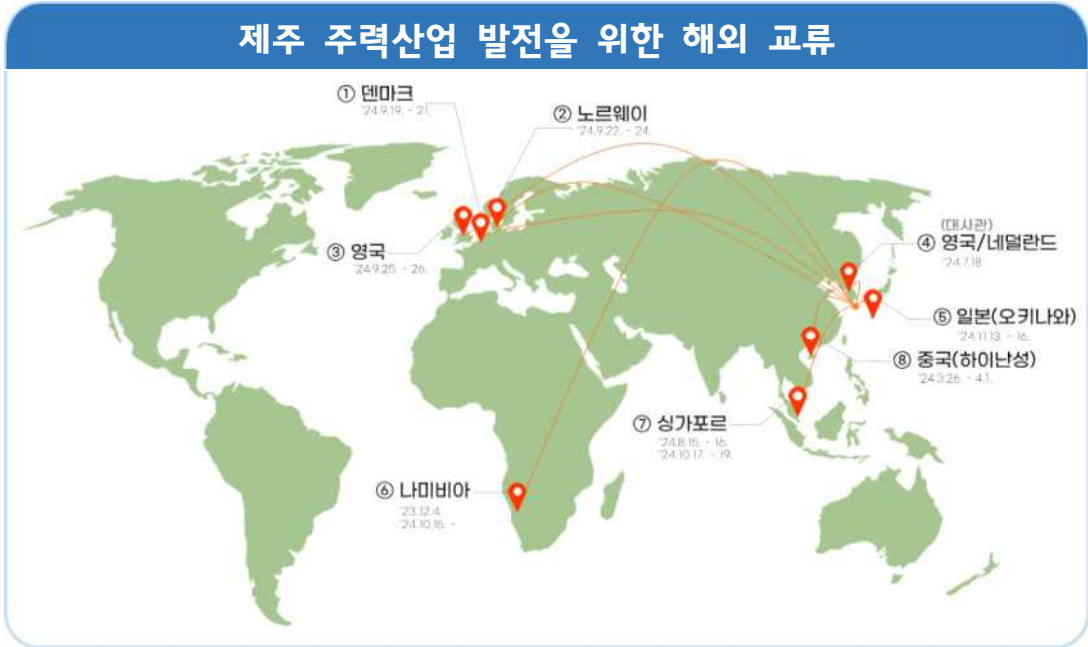 제주 주력산업 발전을 위한 해외 교류
① 덴마크
'24.9.19. - 21.
② 노르웨이
'24.9.22. - 24.
③ 영국
'24.9.25. - 26.
(대사관)
④ 영국/네덜란드
'24.7.18.
⑤ 일본(오키나와)
'24.11.13. - 16.
⑧ 중국(하이난성)
'24.3.26. - 4.1.
⑦ 싱가포르
'24.8.15. - 16.
'24.10.17. - 19.
⑥ 나미비아
'23.12.4.
'24.10.15. -